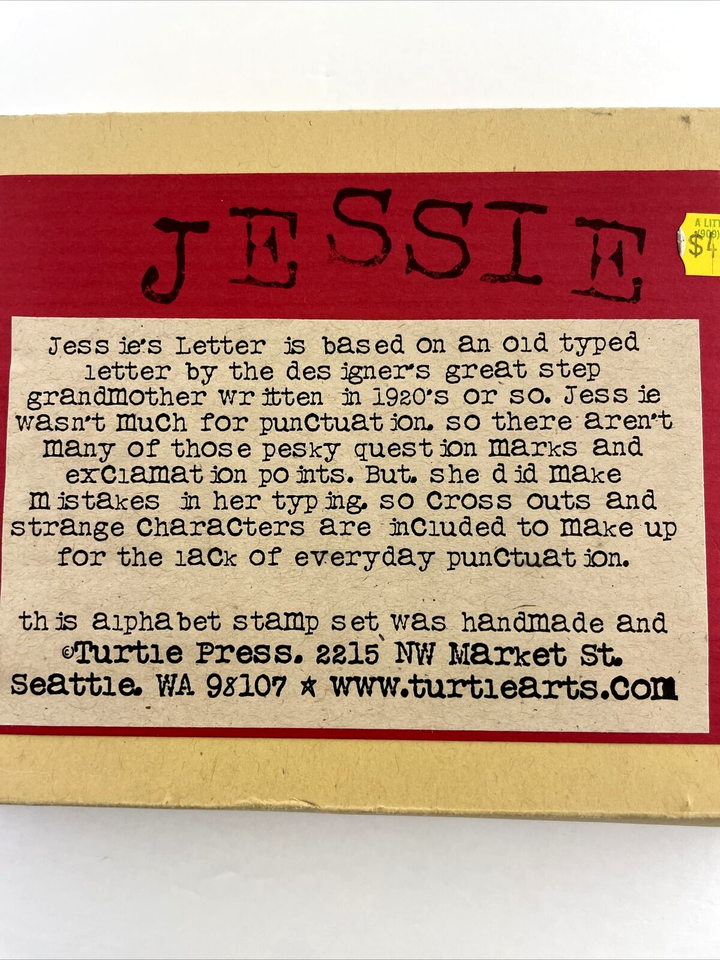 JESSIE
A LITT
(909)
$4
Jessie's Letter is based on an old typed
letter by the designer's great step
grandmother written in 1920's or so. Jessie
wasn't much for punctuation. so there aren't
many of those pesky question marks and
exclamation points. But. she did make
mistakes in her typing. so cross outs and
strange characters are included to make up
for the lack of everyday punctuation.
this alphabet stamp set was handmade and
©Turtle Press. 2215 NW Market St.
Seattle. WA 98107 ★ www.turtlearts.com